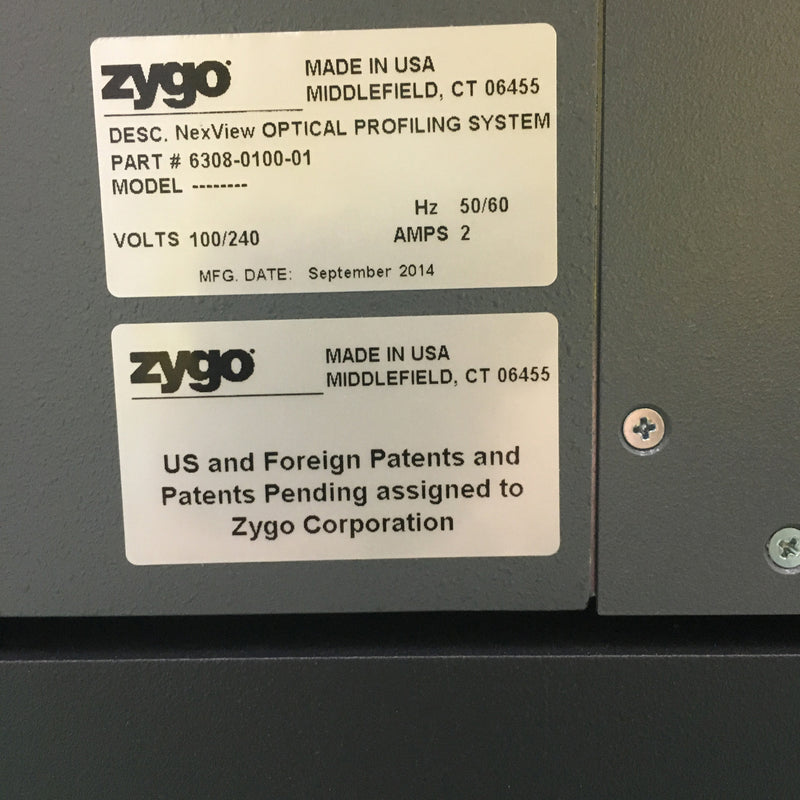 zygo MADE IN USA
MIDDLEFIELD, CT 06455
DESC. NexView OPTICAL PROFILING SYSTEM
PART # 6308-0100-01
MODEL --------
Hz 50/60
VOLTS 100/240 AMPS 2
MFG. DATE: September 2014
zygo MADE IN USA
MIDDLEFIELD, CT 06455
US and Foreign Patents and
Patents Pending assigned to
Zygo Corporation